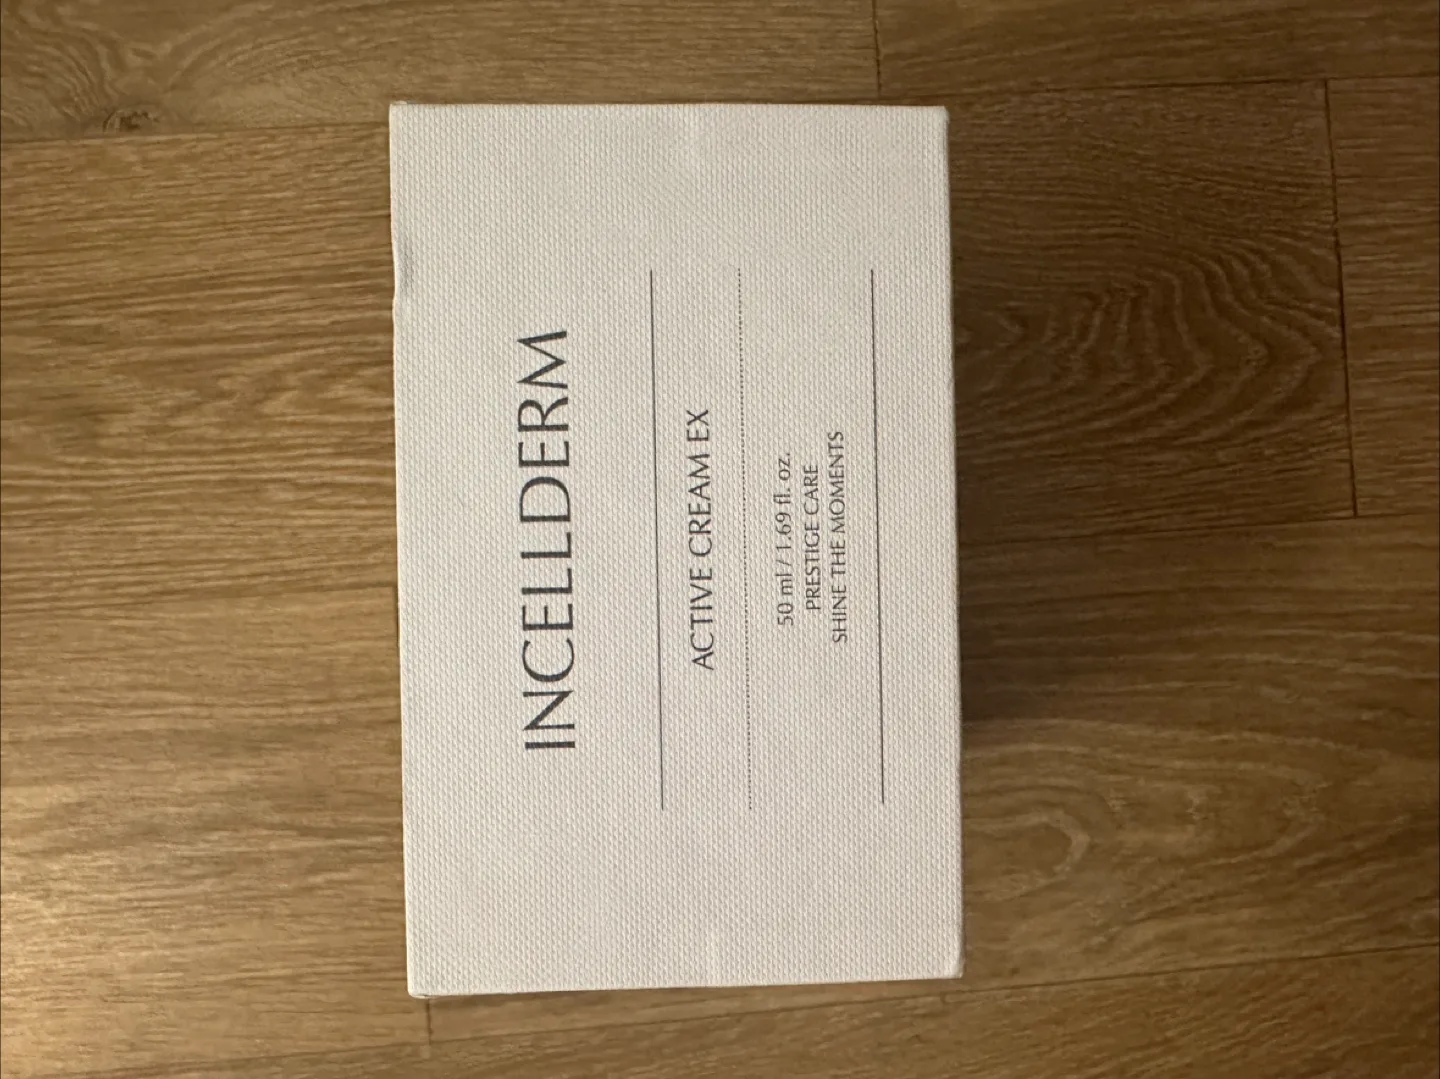 INCELLDERM
ACTIVE CREAM EX
50 ml / 1.69 fl. oz.
PRESTIGE CARE
SHINE THE MOMENTS